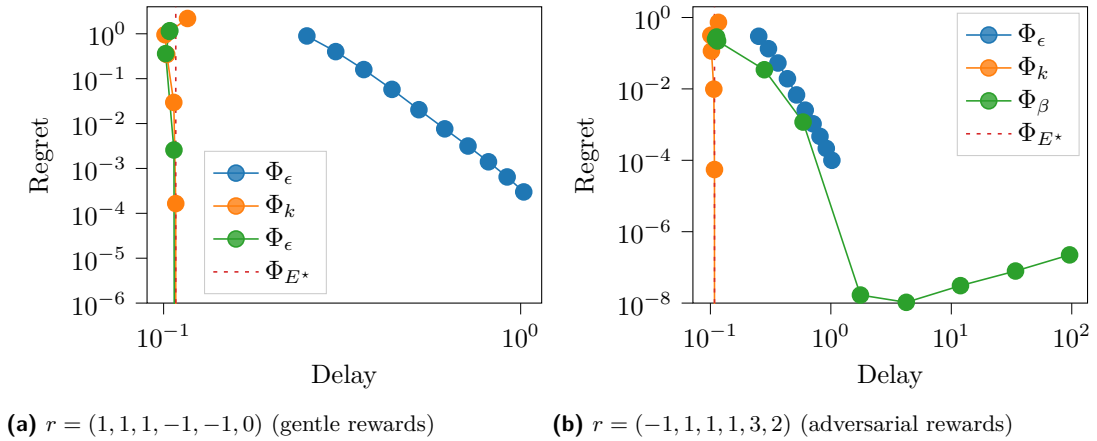 Regret
10^0
10^{-1}
10^{-2}
10^{-3}
10^{-4}
10^{-5}
10^{-6}
Φ_ϵ
Φ_k
Φ_ϵ
Φ_{E⋆}
10^{-1}
10^0
Delay
(a) r = (1, 1, 1, −1, −1, 0) (gentle rewards)
Regret
10^0
10^{-2}
10^{-4}
10^{-6}
10^{-8}
Φ_ϵ
Φ_k
Φ_β
Φ_{E⋆}
10^{-1}
10^0
10^1
10^2
Delay
(b) r = (−1, 1, 1, 1, 3, 2) (adversarial rewards)